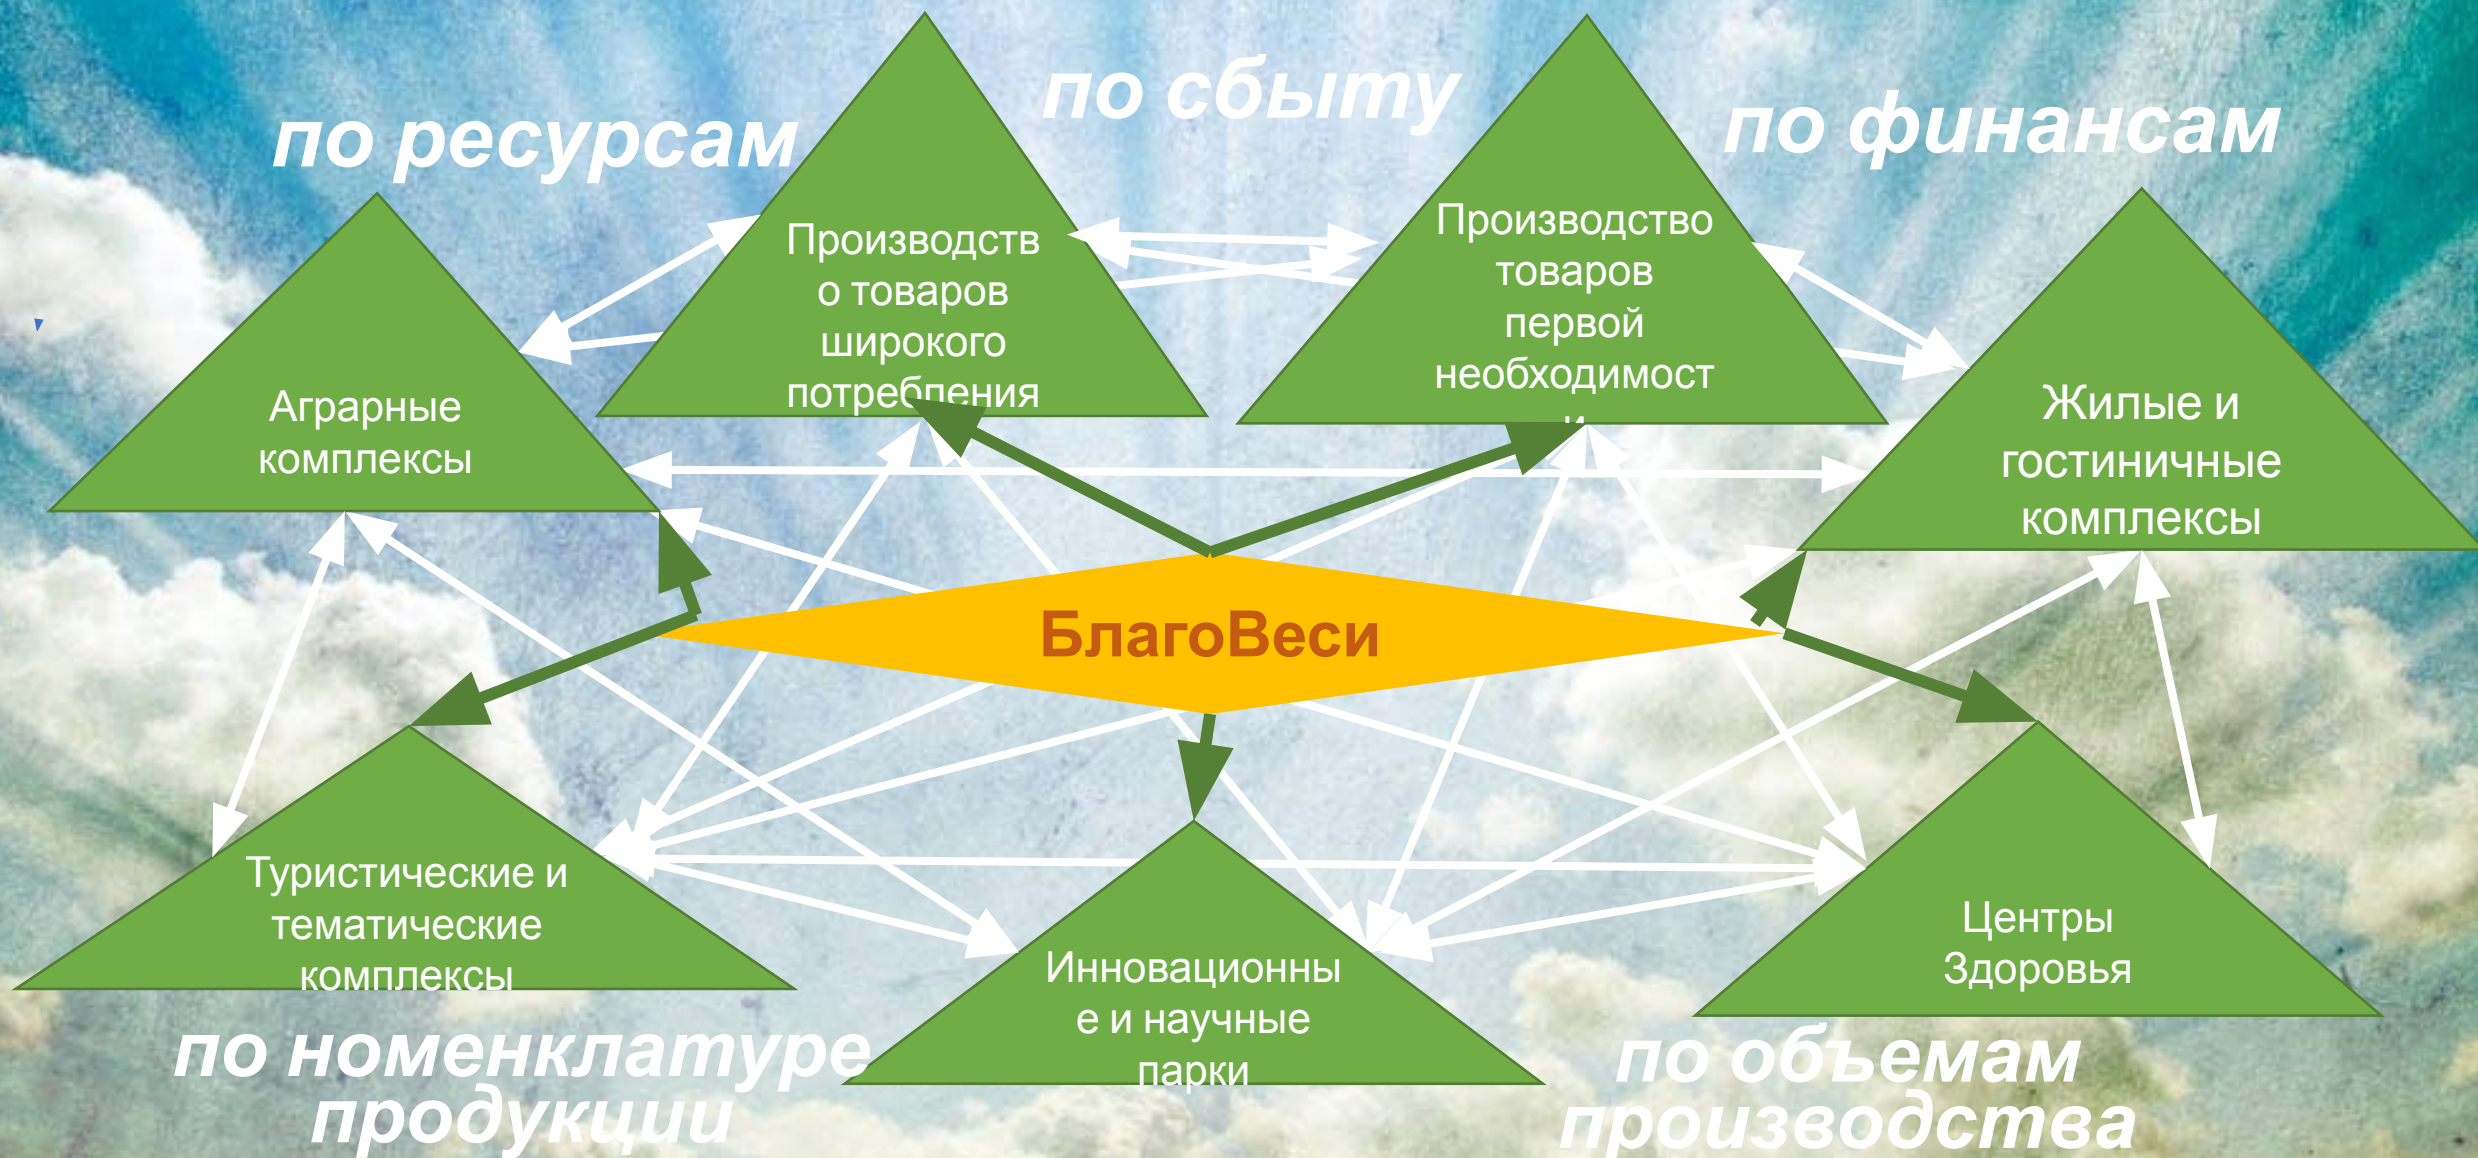 по ресурсам
по сбыту
по финансам
Производств
о товаров
широкого
потребления
Производство
товаров
первой
необходимост
и
Аграрные
комплексы
Жилые и
гостиничные
комплексы
БлагоВеси
Туристические и
тематические
комплексы
Инновационны
е и научные
парки
Центры
Здоровья
по номенклатуре
продукции
по объемам
производства